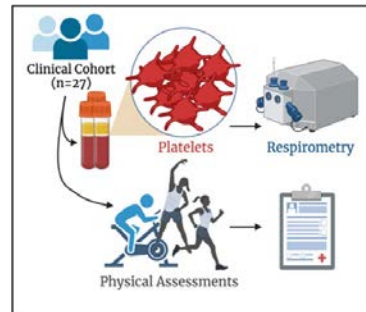 Clinical Cohort
(n=27)
Platelets
Respirometry
Physical Assessments